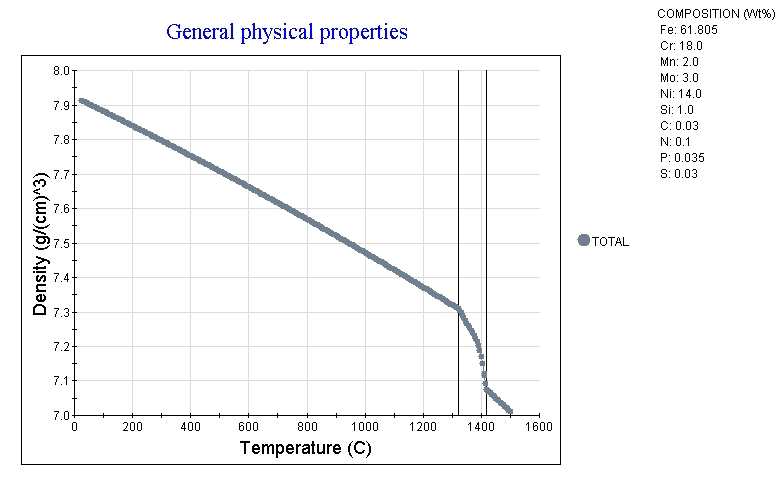 General physical properties
COMPOSITION (Wt%)
Fe: 61.805
Cr: 18.0
Mn: 2.0
Mo: 3.0
Ni: 14.0
Si: 1.0
C: 0.03
N: 0.1
P: 0.035
S: 0.03
8.0
7.9
7.8
7.7
7.6
7.5
7.4
7.3
7.2
7.1
7.0
Density (g/(cm)^3)
TOTAL
0 200 400 600 800 1000 1200 1400 1600
Temperature (C)